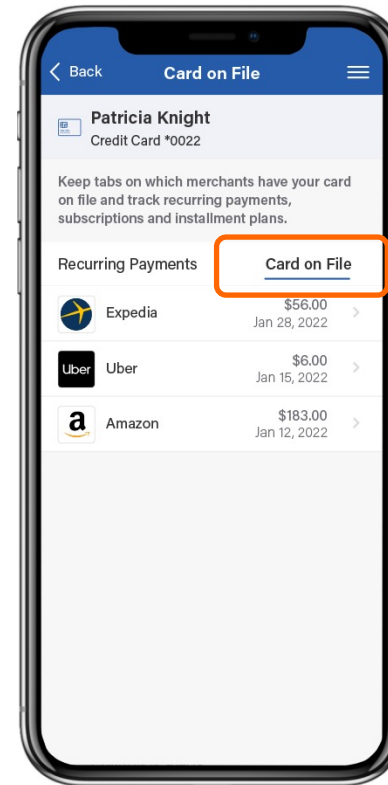 Back Card on File
Patricia Knight
Credit Card *0022
Keep tabs on which merchants have your card
on file and track recurring payments,
subscriptions and installment plans.
Recurring Payments Card on File
Expedia $56.00
Jan 28, 2022
Uber Uber $6.00
Jan 15, 2022
a Amazon $183.00
Jan 12, 2022